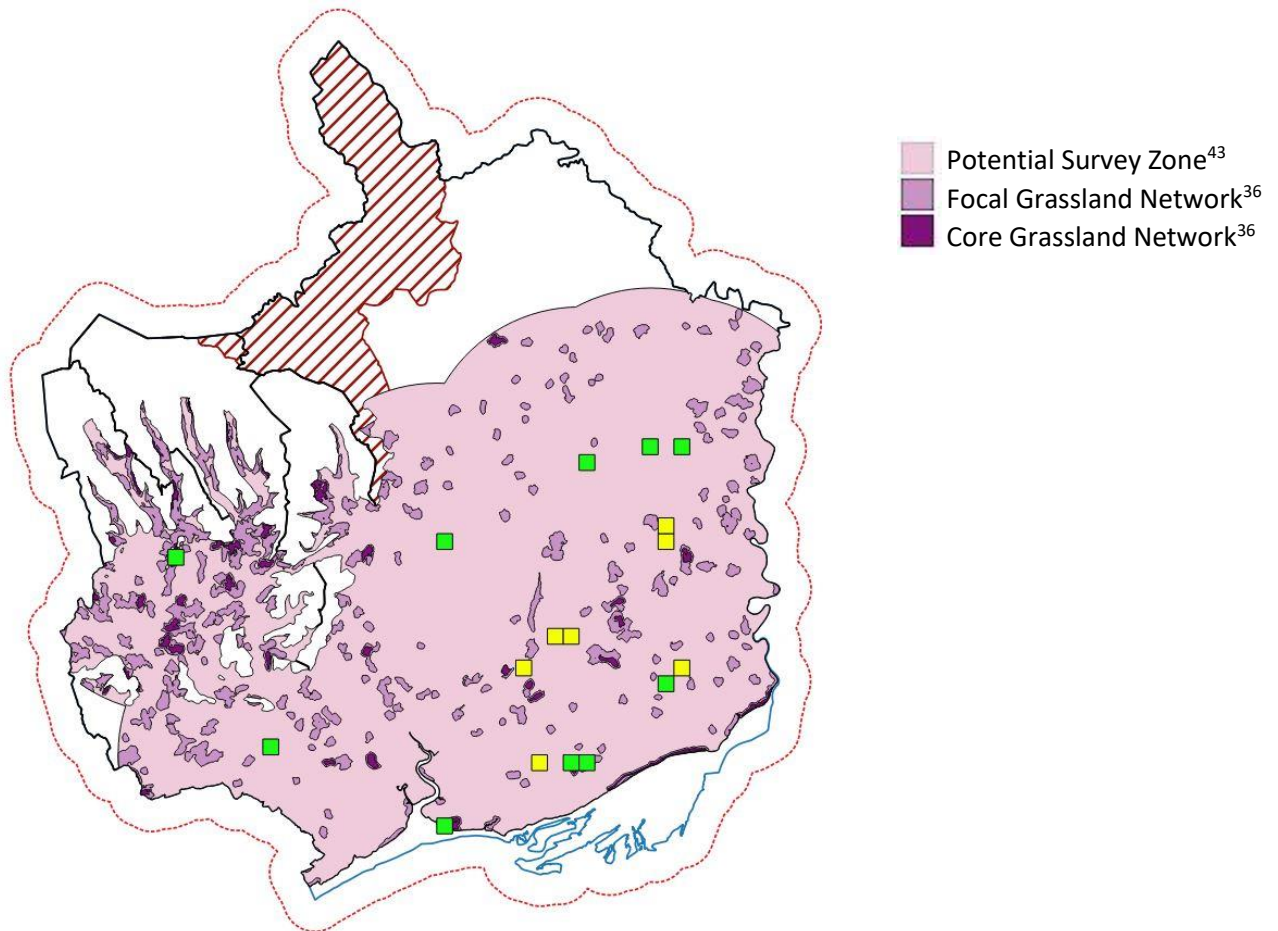 Potential Survey Zone43
Focal Grassland Network36
Core Grassland Network36